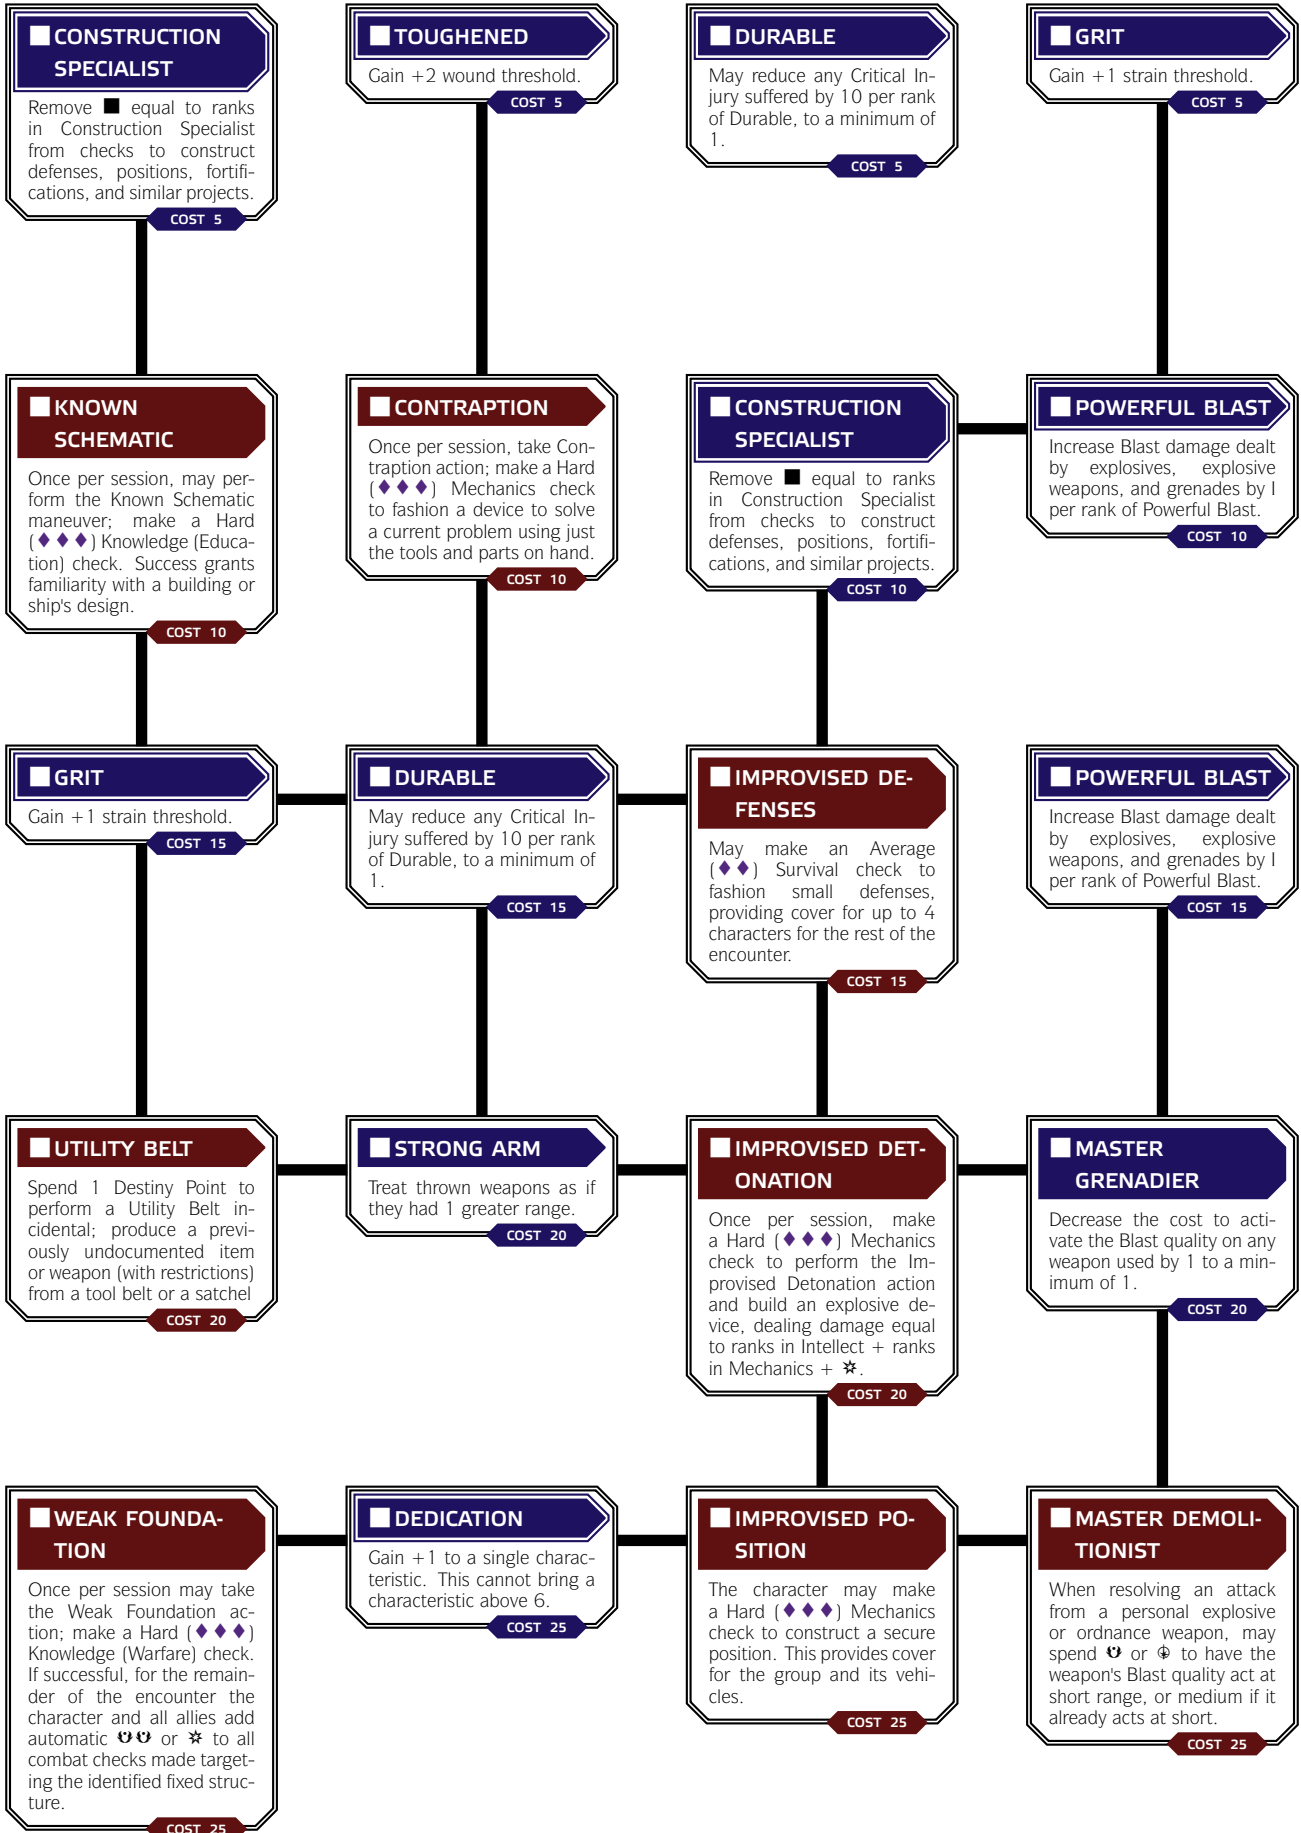 CONSTRUCTION
SPECIALIST
Remove ■ equal to ranks
in Construction Specialist
from checks to construct
defenses, positions, fortifi-
cations, and similar projects.
COST 5
TOUGHENED
Gain +2 wound threshold.
COST 5
DURABLE
May reduce any Critical In-
jury suffered by 10 per rank
of Durable, to a minimum of
1.
COST 5
GRIT
Gain +1 strain threshold.
COST 5
KNOWN
SCHEMATIC
Once per session, may per-
form the Known Schematic
maneuver; make a Hard
(♦♦♦) Knowledge (Educa-
tion) check. Success grants
familiarity with a building or
ship's design.
COST 10
CONTRAPTION
Once per session, take Con-
traption action; make a Hard
(♦♦♦) Mechanics check
to fashion a device to solve
a current problem using just
the tools and parts on hand.
COST 10
CONSTRUCTION
SPECIALIST
Remove ■ equal to ranks
in Construction Specialist
from checks to construct
defenses, positions, fortifi-
cations, and similar projects.
COST 10
POWERFUL BLAST
Increase Blast damage dealt
by explosives, explosive
weapons, and grenades by I
per rank of Powerful Blast.
COST 10
GRIT
Gain +1 strain threshold.
COST 15
DURABLE
May reduce any Critical In-
jury suffered by 10 per rank
of Durable, to a minimum of
1.
COST 15
IMPROVISED DE-
FENSES
May make an Average
(♦♦) Survival check to
fashion small defenses,
providing cover for up to 4
characters for the rest of the
encounter.
COST 15
POWERFUL BLAST
Increase Blast damage dealt
by explosives, explosive
weapons, and grenades by I
per rank of Powerful Blast.
COST 15
UTILITY BELT
Spend 1 Destiny Point to
perform a Utility Belt in-
cidental; produce a previ-
ously undocumented item
or weapon (with restrictions)
from a tool belt or a satchel
COST 20
STRONG ARM
Treat thrown weapons as if
they had 1 greater range.
COST 20
IMPROVISED DET-
ONATION
Once per session, make
a Hard (♦♦♦) Mechanics
check to perform the Im-
provised Detonation action
and build an explosive de-
vice, dealing damage equal
to ranks in Intellect + ranks
in Mechanics + .
COST 20
MASTER
GRENADIER
Decrease the cost to acti-
vate the Blast quality on any
weapon used by 1 to a min-
imum of 1.
COST 20
WEAK FOUNDA-
TION
Once per session may take
the Weak Foundation ac-
tion; make a Hard (♦♦♦)
Knowledge (Warfare) check.
If successful, for the remain-
der of the encounter the
character and all allies add
automatic or to all
combat checks made target-
ing the identified fixed struc-
ture.
COST 25
DEDICATION
Gain +1 to a single charac-
teristic. This cannot bring a
characteristic above 6.
COST 25
IMPROVISED PO-
SITION
The character may make
a Hard (♦♦♦) Mechanics
check to construct a secure
position. This provides cover
for the group and its vehi-
cles.
COST 25
MASTER DEMOLI-
TIONIST
When resolving an attack
from a personal explosive
or ordnance weapon, may
spend or to have the
weapon's Blast quality act at
short range, or medium if it
already acts at short.
COST 25